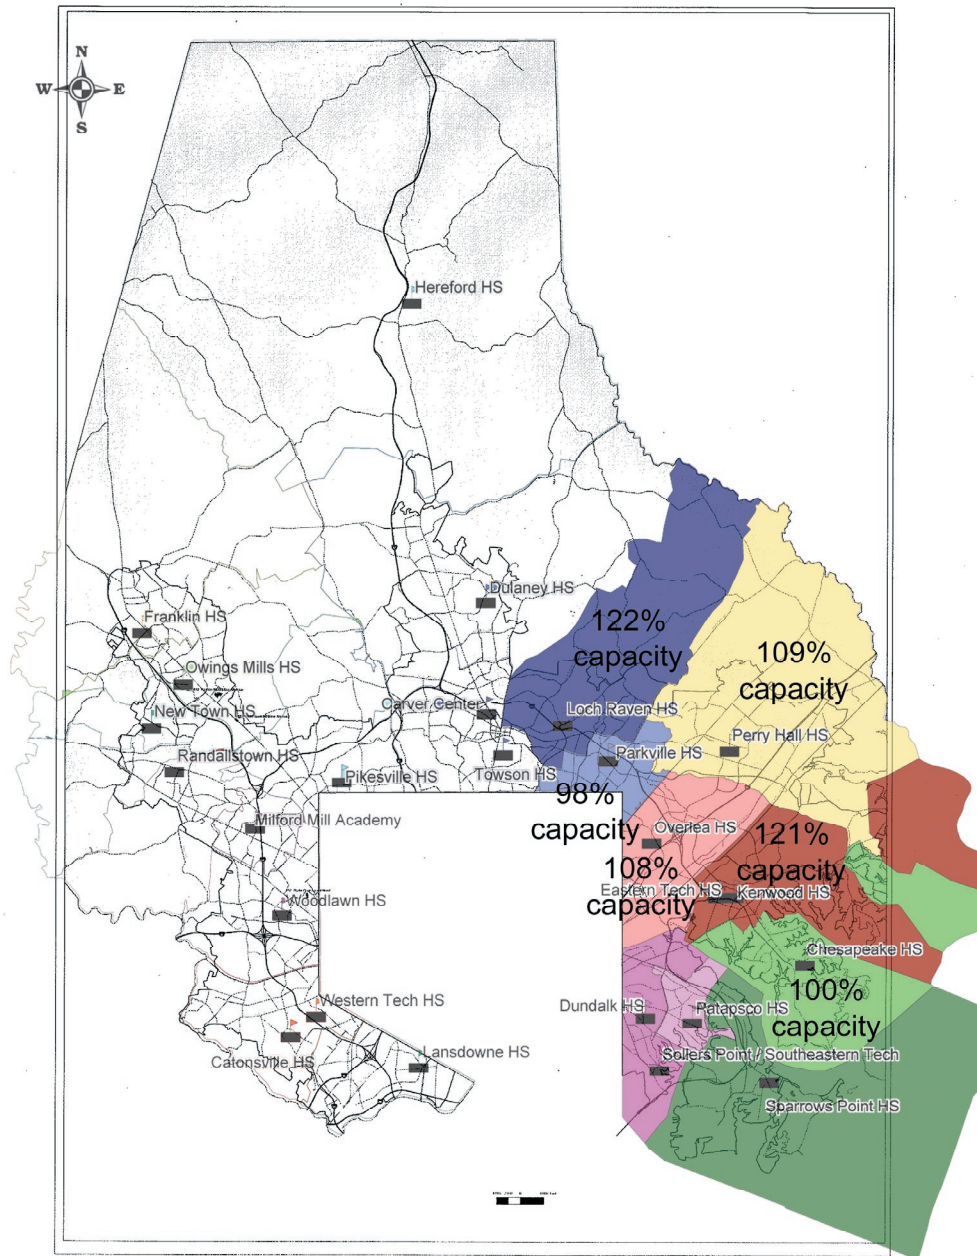 N
W E
S
Hereford HS
Dulaney HS
Franklin HS
122%
capacity
109%
capacity
Owings Mills HS
Carver Center
New Town HS
Loch Raven HS
Perry Hall HS
Randallstown HS
Parkville HS
Pikesville HS
Towson HS
98%
capacity
Milford Mill Academy
Overlea HS
121%
capacity
108%
capacity
Eastern Tech HS
Kenwood HS
Woodlawn HS
Chesapeake HS
100%
capacity
Western Tech HS
Dundalk HS
Patapsco HS
Catonsville HS
Lansdowne HS
Sollers Point / Southeastern Tech
Sparrows Point HS